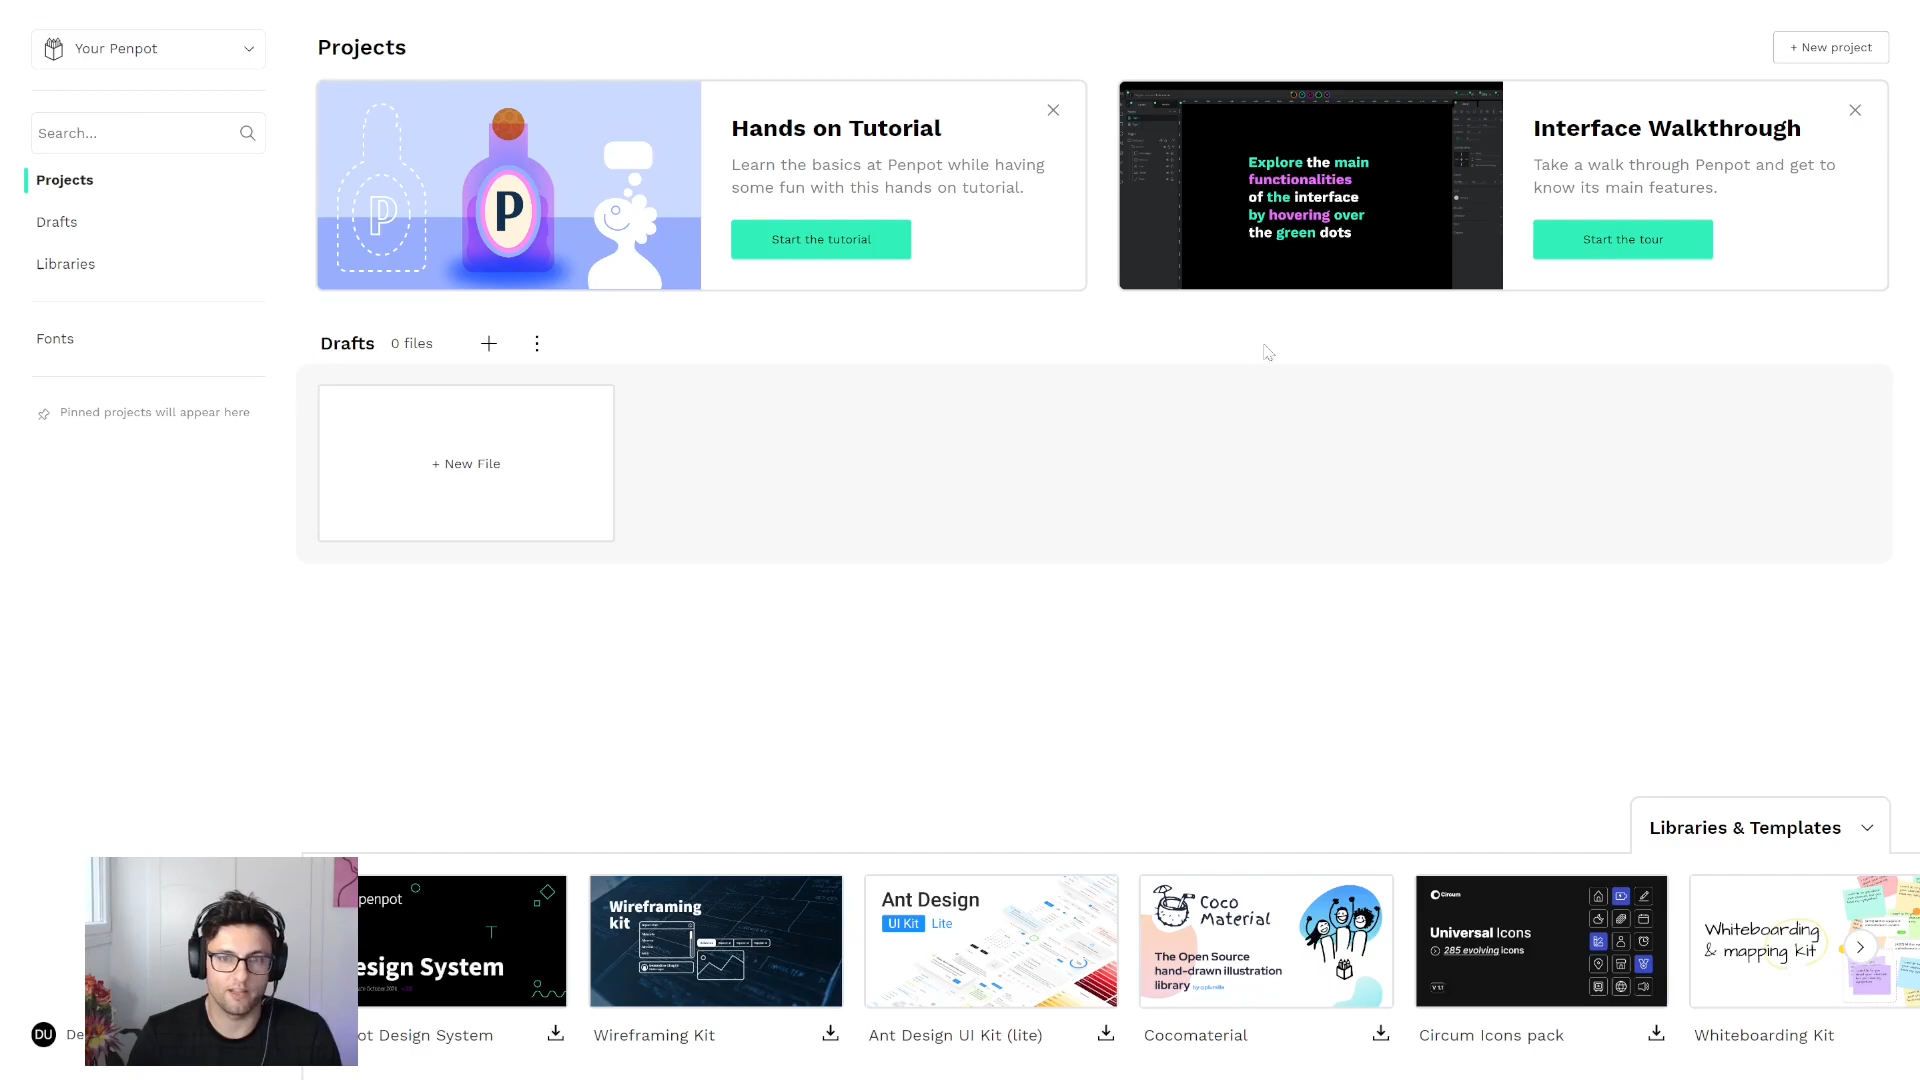 Your Penpot
Projects
+ New project
Search...
Projects
Drafts
Libraries
Fonts
Pinned projects will appear here
P
P
Hands on Tutorial
Learn the basics at Penpot while having
some fun with this hands on tutorial.
Start the tutorial
Explore the main
functionalities
of the interface
by hovering over
the green dots
Interface Walkthrough
Take a walk through Penpot and get to
know its main features.
Start the tour
Drafts 0 files
+ New File
Libraries & Templates
penpot
esign System
Wireframing
kit
Ant Design
UI Kit Lite
Coco
Material
The Open Source
hand-drawn illustration
library
Circum
Universal Icons
285 evolving icons
V 1.1
Whiteboarding
& mapping kit
DU De
ot Design System
Wireframing Kit
Ant Design UI Kit (lite)
Cocomaterial
Circum Icons pack
Whiteboarding Kit